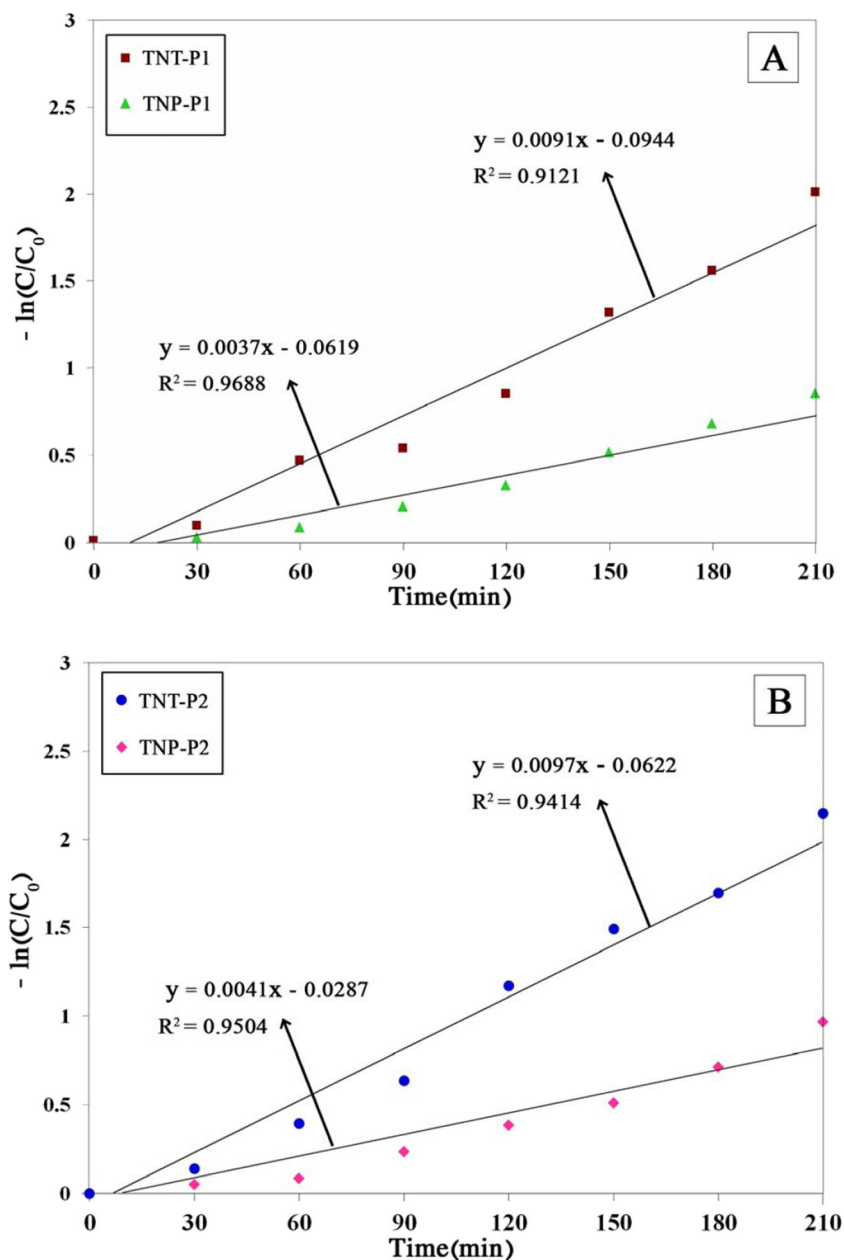 3
A
TNT-P1
TNP-P1
2.5
y = 0.0091x - 0.0944
R² = 0.9121
2
- ln(C/C₀)
1.5
y = 0.0037x - 0.0619
R² = 0.9688
1
0.5
0
0 30 60 90 120 150 180 210
Time(min)
3
B
TNT-P2
TNP-P2
2.5
y = 0.0097x - 0.0622
R² = 0.9414
2
- ln(C/C₀)
1.5
y = 0.0041x - 0.0287
R² = 0.9504
1
0.5
0
0 30 60 90 120 150 180 210
Time(min)